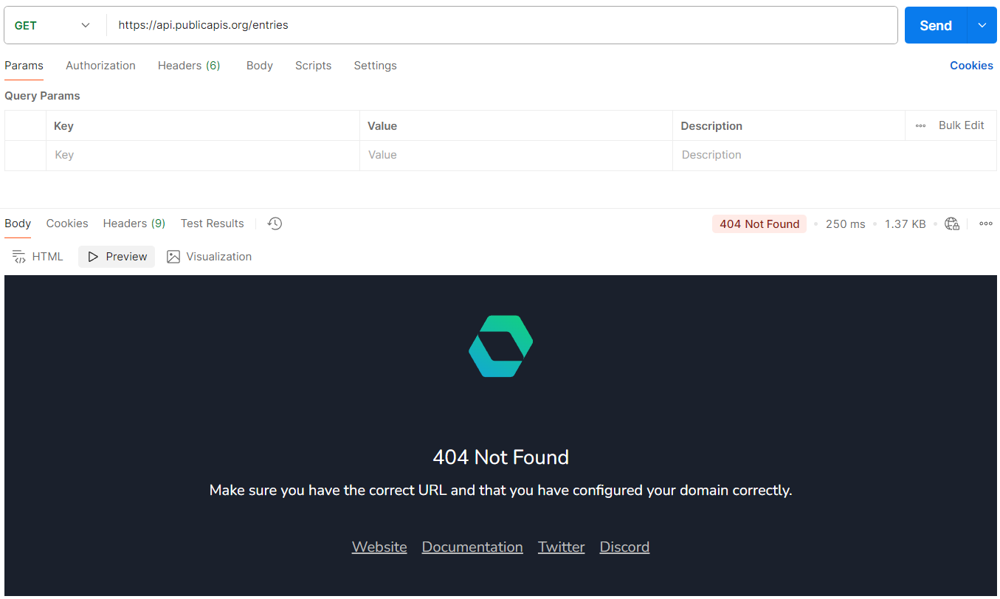 GET https://api.publicapis.org/entries Send
Params Authorization Headers (6) Body Scripts Settings Cookies
Query Params
Key Value Description Bulk Edit
Key Value Description
Body Cookies Headers (9) Test Results 404 Not Found 250 ms 1.37 KB
HTML Preview Visualization
404 Not Found
Make sure you have the correct URL and that you have configured your domain correctly.
Website Documentation Twitter Discord